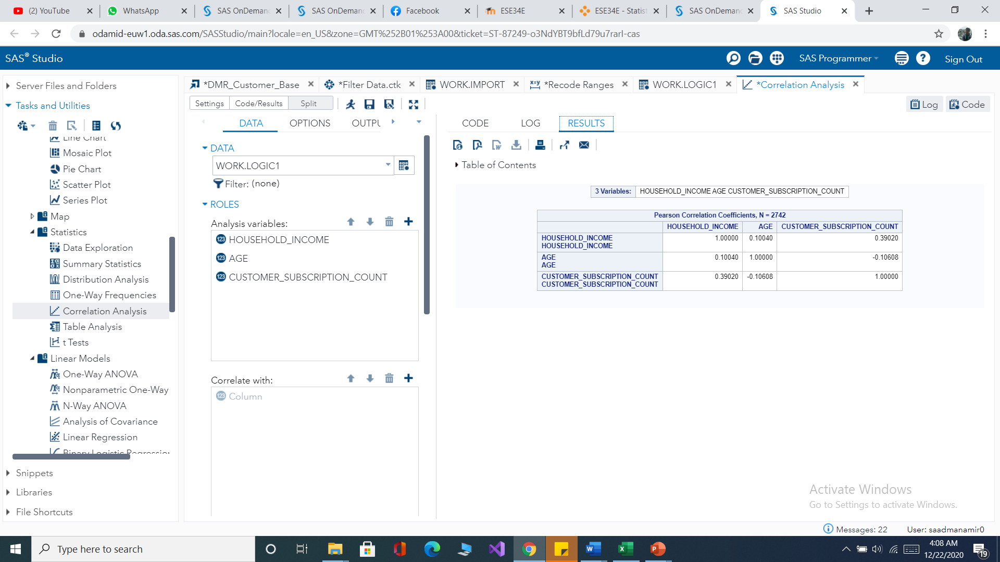 (2) YouTube
WhatsApp
SAS OnDeman
SAS OnDeman
Facebook
ESE34E
ESE34E - Statist
SAS OnDeman
SAS Studio
odamid-euw1.oda.sas.com/SASStudio/main?locale=en_US&zone=GMT%252B01%253A00&ticket=ST-87249-o3NdYBT9bfLd79u7rarI-cas
SAS® Studio
SAS Programmer
Sign Out
Server Files and Folders
Tasks and Utilities
Line Chart
Mosaic Plot
Pie Chart
Scatter Plot
Series Plot
Map
Statistics
Data Exploration
Summary Statistics
Distribution Analysis
One-Way Frequencies
Correlation Analysis
Table Analysis
t Tests
Linear Models
One-Way ANOVA
Nonparametric One-Way
N-Way ANOVA
Analysis of Covariance
Linear Regression
Binary Logistic Regression
Snippets
Libraries
File Shortcuts
*DMR_Customer_Base
*Filter Data.ctk
WORK.IMPORT
*Recode Ranges
WORK.LOGIC1
*Correlation Analysis
Settings Code/Results Split
Log Code
DATA OPTIONS OUTPU
DATA
WORK.LOGIC1
Filter: (none)
ROLES
Analysis variables:
123 HOUSEHOLD_INCOME
123 AGE
123 CUSTOMER_SUBSCRIPTION_COUNT
Correlate with:
123 Column
CODE LOG RESULTS
Table of Contents
3 Variables: HOUSEHOLD_INCOME AGE CUSTOMER_SUBSCRIPTION_COUNT
Pearson Correlation Coefficients, N = 2742
HOUSEHOLD_INCOME AGE CUSTOMER_SUBSCRIPTION_COUNT
HOUSEHOLD_INCOME 1.00000 0.10040 0.39020
HOUSEHOLD_INCOME
AGE 0.10040 1.00000 -0.10608
AGE
CUSTOMER_SUBSCRIPTION_COUNT 0.39020 -0.10608 1.00000
CUSTOMER_SUBSCRIPTION_COUNT
Activate Windows
Go to Settings to activate Windows.
Messages: 22 User: saadmanamir0
Type here to search
4:08 AM
12/22/2020
19